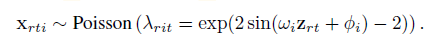 x_{rti} ∼ Poisson (λ_{rit} = exp(2 sin(ω_i z_{rt} + ϕ_i) − 2)) .